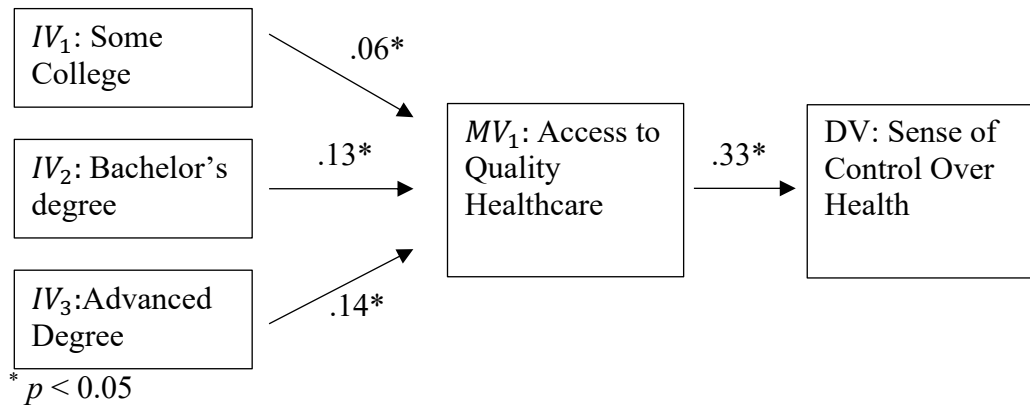 IV₁: Some
College
.06*
IV₂: Bachelor’s
degree
.13*
IV₃:Advanced
Degree
.14*
MV₁: Access to
Quality
Healthcare
.33*
DV: Sense of
Control Over
Health
* p < 0.05